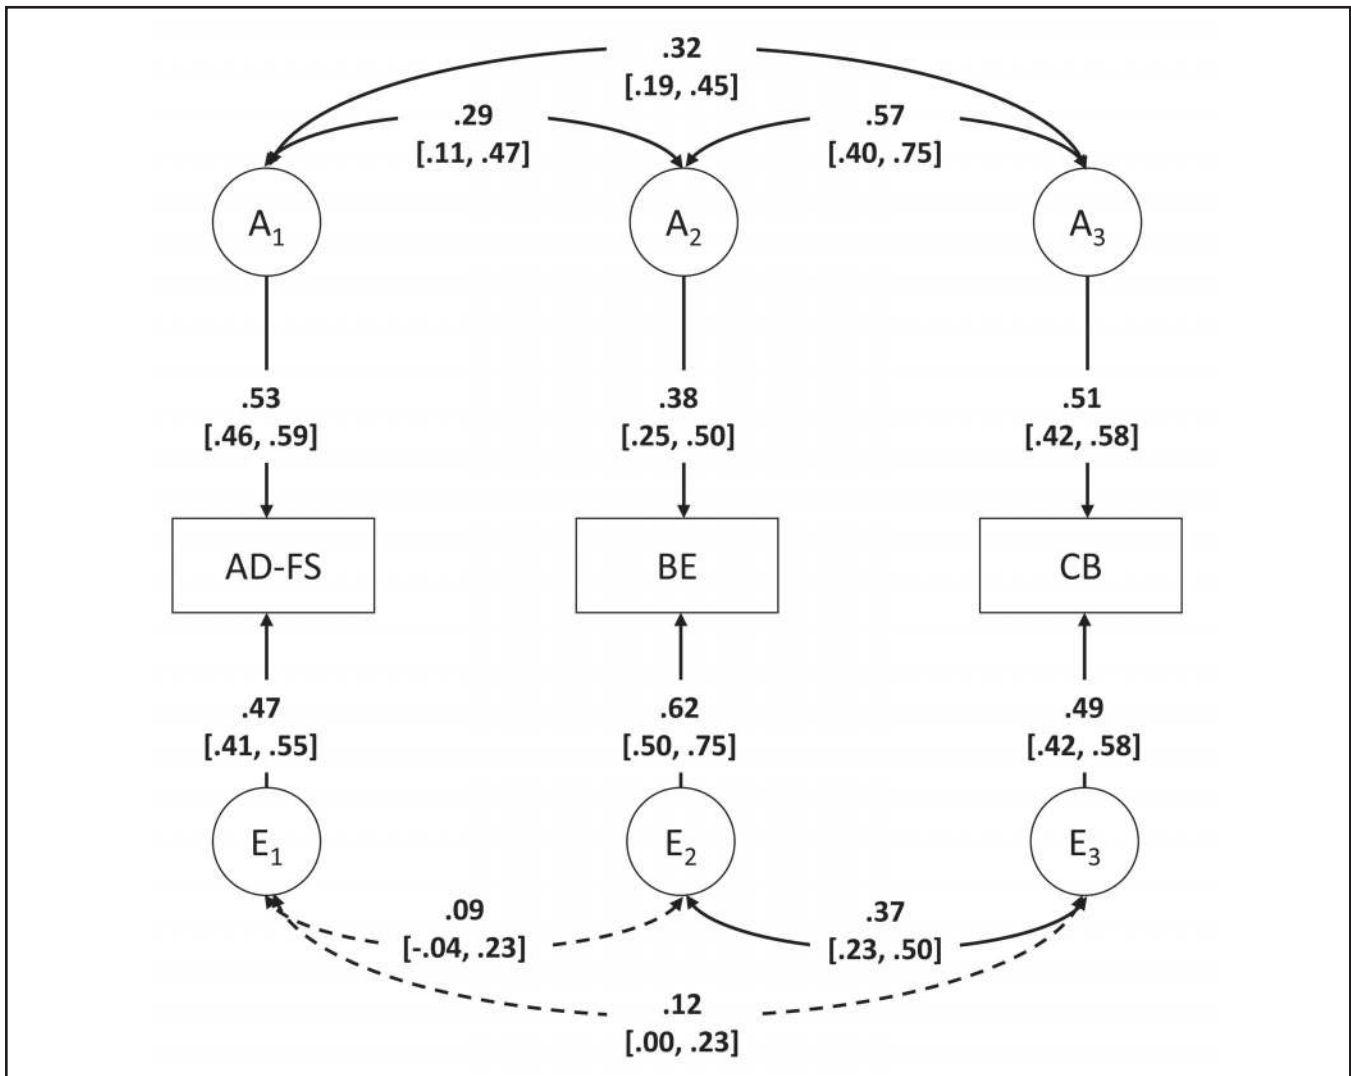 .32
[.19, .45]
.29
[.11, .47]
.57
[.40, .75]
A1
A2
A3
.53
[.46, .59]
.38
[.25, .50]
.51
[.42, .58]
AD-FS
BE
CB
.47
[.41, .55]
.62
[.50, .75]
.49
[.42, .58]
E1
E2
E3
.09
[-.04, .23]
.37
[.23, .50]
.12
[.00, .23]